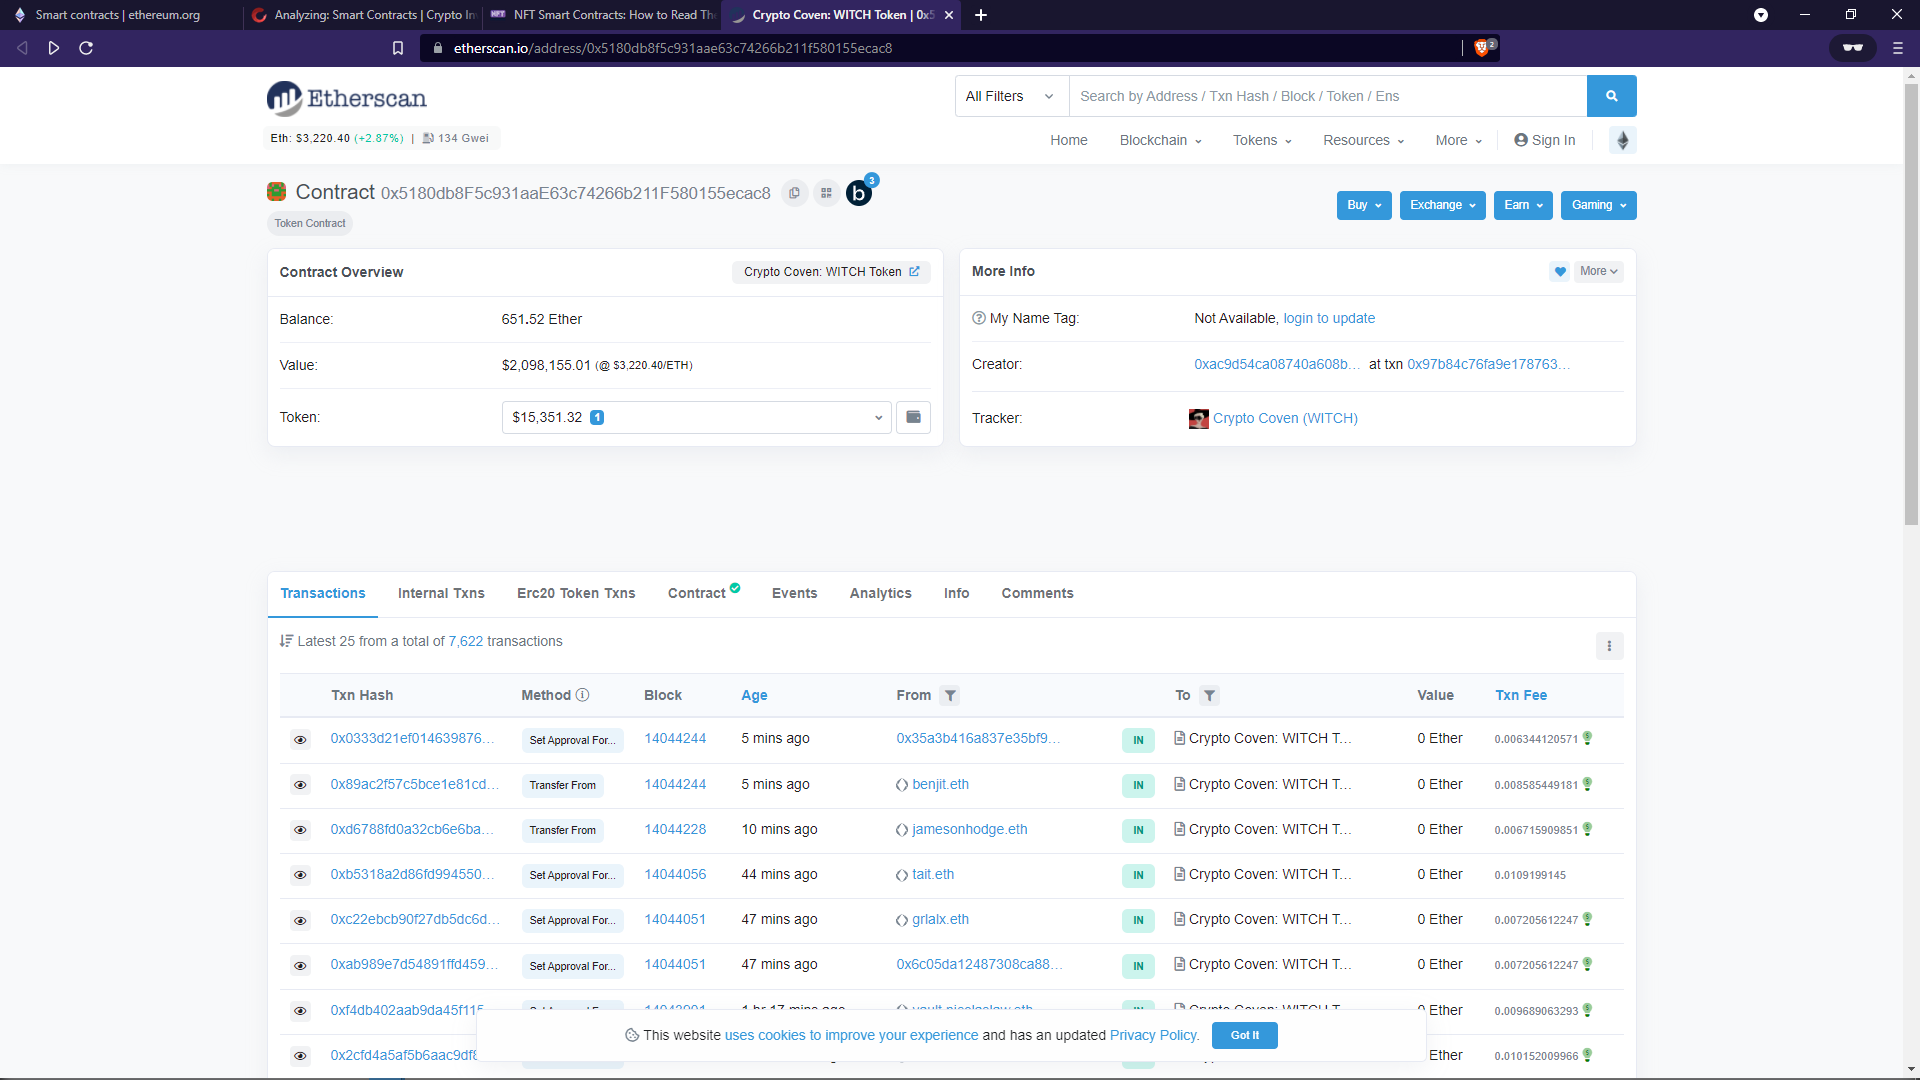 Smart contracts | ethereum.org
Analyzing: Smart Contracts | Crypto In
NFT NFT Smart Contracts: How to Read The
Crypto Coven: WITCH Token | 0x5
etherscan.io/address/0x5180db8f5c931aae63c74266b211f580155ecac8
2
Etherscan
All Filters
Search by Address / Txn Hash / Block / Token / Ens
Eth: $3,220.40 (+2.87%) | 134 Gwei
Home Blockchain Tokens Resources More Sign In
Contract 0x5180db8F5c931aaE63c74266b211F580155ecac8 b 3
Token Contract
Buy Exchange Earn Gaming
Contract Overview
Crypto Coven: WITCH Token
Balance: 651.52 Ether
Value: $2,098,155.01 (@ $3,220.40/ETH)
Token: $15,351.32 1
More Info
More
My Name Tag: Not Available, login to update
Creator: 0xac9d54ca08740a608b... at txn 0x97b84c76fa9e178763...
Tracker: Crypto Coven (WITCH)
Transactions Internal Txns Erc20 Token Txns Contract Events Analytics Info Comments
Latest 25 from a total of 7,622 transactions
Txn Hash Method Block Age From To Value Txn Fee
0x0333d21ef014639876... Set Approval For... 14044244 5 mins ago 0x35a3b416a837e35bf9... IN Crypto Coven: WITCH T... 0 Ether 0.006344120571
0x89ac2f57c5bce1e81cd... Transfer From 14044244 5 mins ago benjit.eth IN Crypto Coven: WITCH T... 0 Ether 0.008585449181
0xd6788fd0a32cb6e6ba... Transfer From 14044228 10 mins ago jamesonhodge.eth IN Crypto Coven: WITCH T... 0 Ether 0.006715909851
0xb5318a2d86fd994550... Set Approval For... 14044056 44 mins ago tait.eth IN Crypto Coven: WITCH T... 0 Ether 0.0109199145
0xc22ebcb90f27db5dc6d... Set Approval For... 14044051 47 mins ago grlalx.eth IN Crypto Coven: WITCH T... 0 Ether 0.007205612247
0xab989e7d54891ffd459... Set Approval For... 14044051 47 mins ago 0x6c05da12487308ca88... IN Crypto Coven: WITCH T... 0 Ether 0.007205612247
0xf4db402aab9da45f115 1 hr 17 mins ago Crypto Coven: WITCH T... 0 Ether 0.009689063293
0x2cfd4a5af5b6aac9df8 Ether 0.010152009966
This website uses cookies to improve your experience and has an updated Privacy Policy. Got It